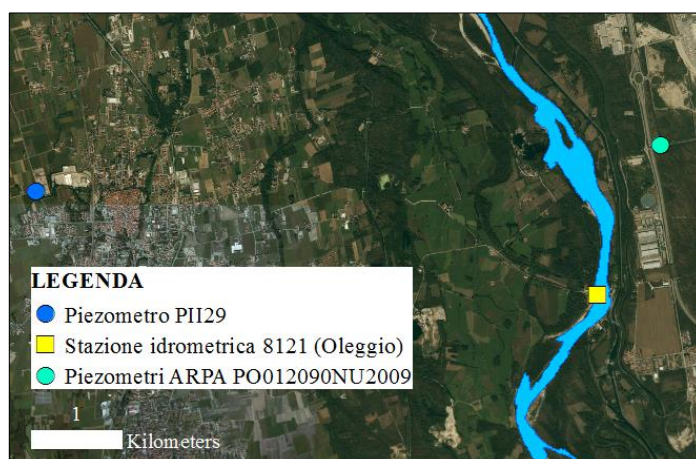 LEGENDA
Piezometro PII29
Stazione idrometrica 8121 (Oleggio)
Piezometri ARPA PO012090NU2009
1
Kilometers